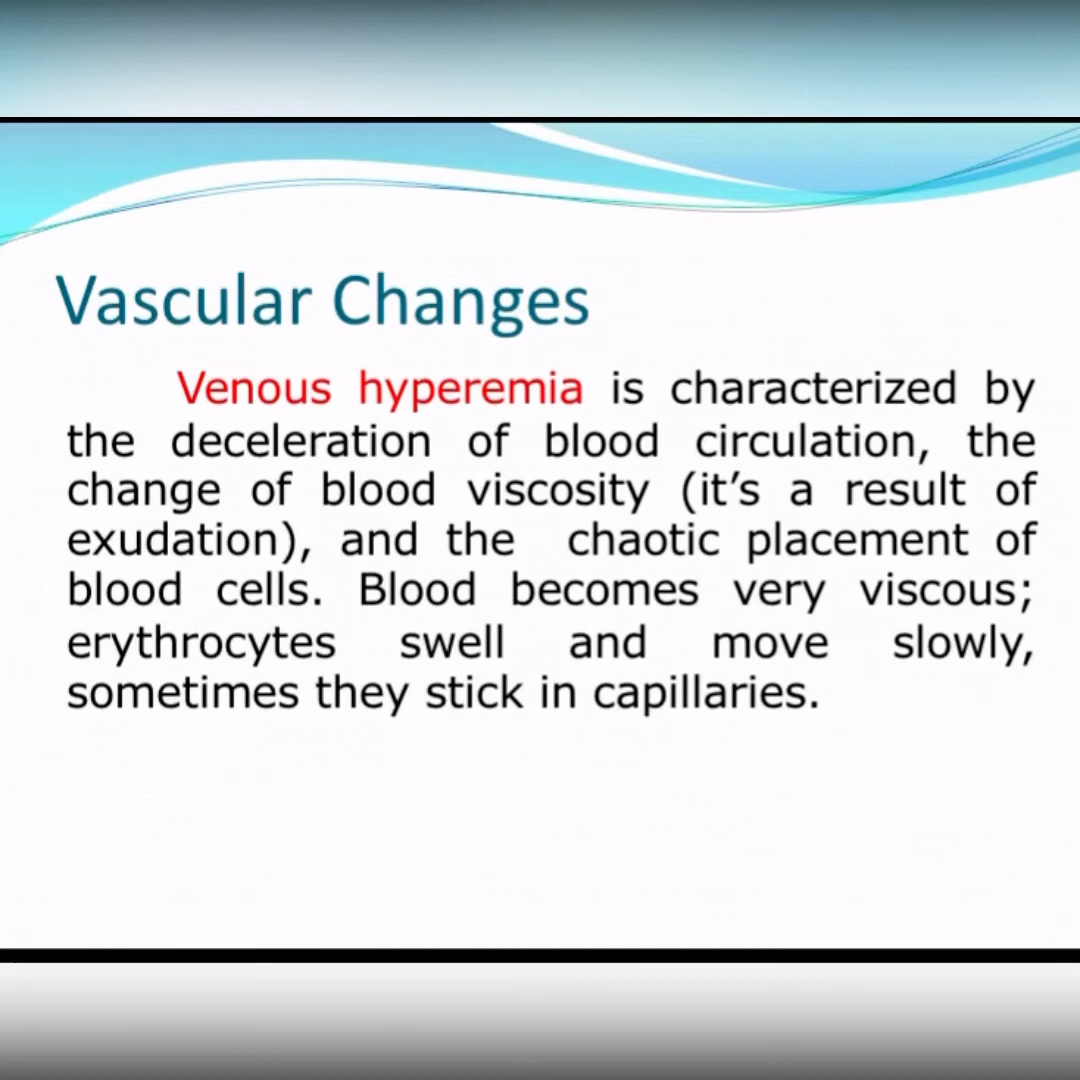 Vascular Changes
Venous hyperemia is characterized by
the deceleration of blood circulation, the
change of blood viscosity (it’s a result of
exudation), and the chaotic placement of
blood cells. Blood becomes very viscous;
erythrocytes swell and move slowly,
sometimes they stick in capillaries.